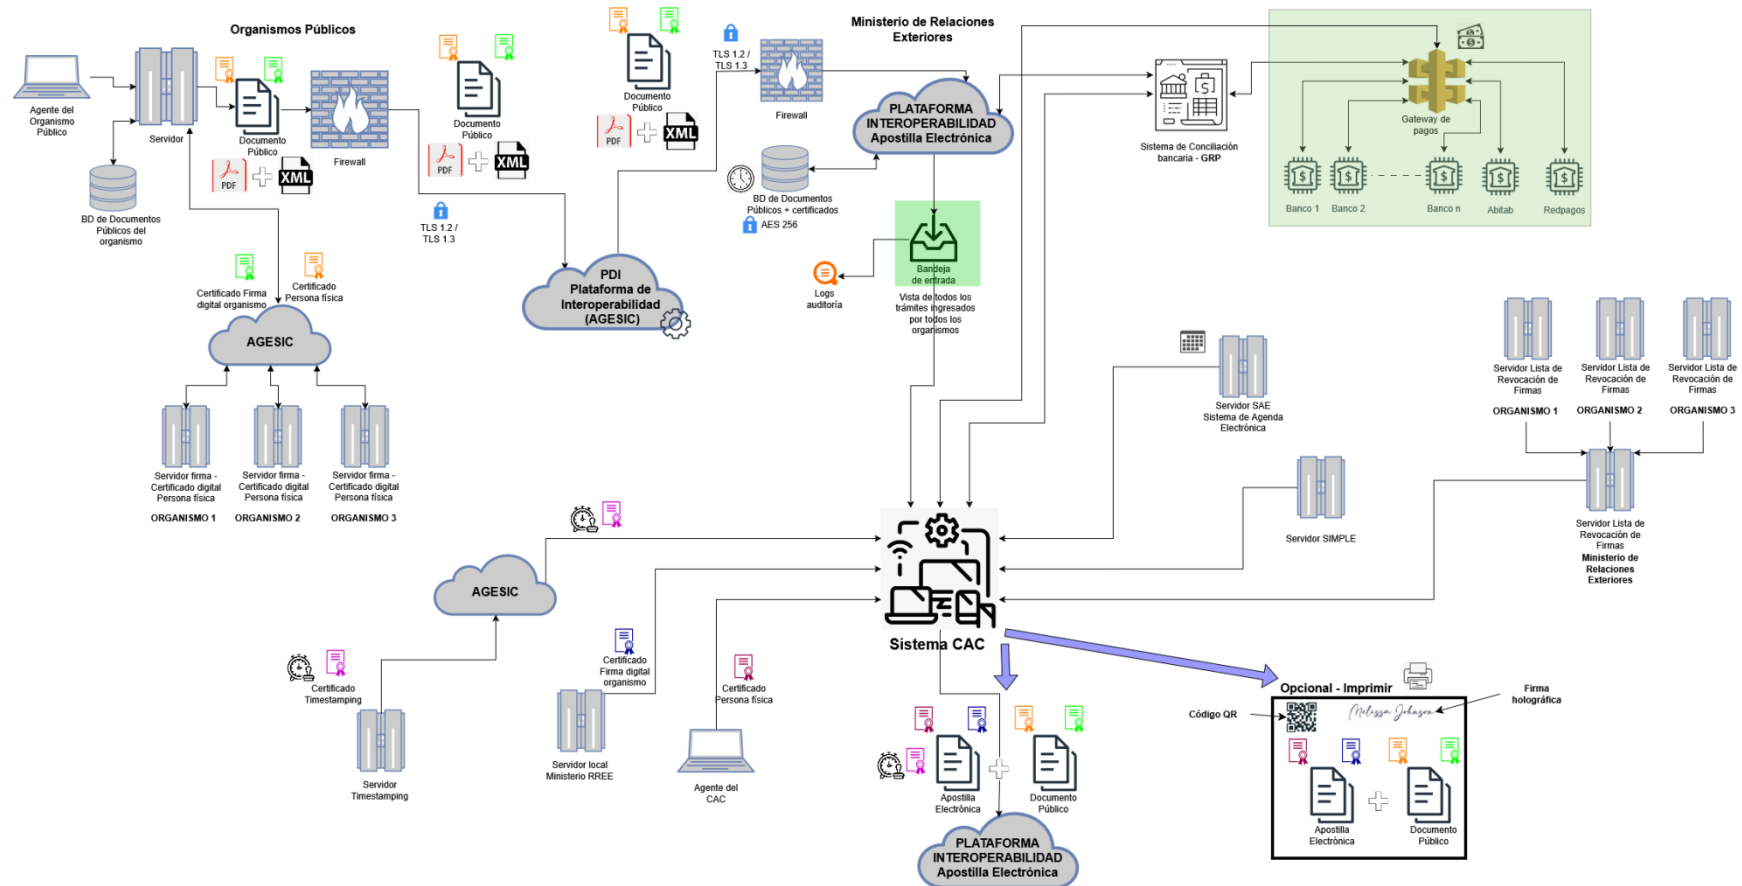 Organismos Públicos
Ministerio de Relaciones
Exteriores
Agente del
Organismo
Público
Servidor
Documento
Público
PDF
XML
Firewall
BD de Documentos
Públicos del
organismo
Documento
Público
PDF
XML
TLS 1.2 /
TLS 1.3
Documento
Público
PDF
XML
TLS 1.2 /
TLS 1.3
Firewall
PLATAFORMA
INTEROPERABILIDAD
Apostilla Electrónica
BD de Documentos
Públicos + certificados
AES 256
Sistema de Conciliación
bancaria - GRP
Gateway de
pagos
Banco 1
Banco 2
Banco n
Abitab
Redpagos
Bandeja
de entrada
Vista de todos los
trámites ingresados
por todos los
organismos
Logs
auditoría
PDI
Plataforma de
Interoperabilidad
(AGESIC)
Certificado Firma
digital organismo
Certificado
Persona física
AGESIC
Servidor firma -
Certificado digital
Persona física
ORGANISMO 1
Servidor firma -
Certificado digital
Persona física
ORGANISMO 2
Servidor firma -
Certificado digital
Persona física
ORGANISMO 3
Servidor SAE
Sistema de Agenda
Electrónica
Servidor SIMPLE
Servidor Lista de
Revocación de
Firmas
ORGANISMO 1
Servidor Lista de
Revocación de
Firmas
ORGANISMO 2
Servidor Lista de
Revocación de
Firmas
ORGANISMO 3
Servidor Lista de
Revocación de
Firmas
Ministerio de
Relaciones
Exteriores
AGESIC
Certificado
Timestamping
Servidor
Timestamping
Certificado
Firma digital
organismo
Servidor local
Ministerio RREE
Certificado
Persona física
Agente del
CAC
Sistema CAC
Apostilla
Electrónica
Documento
Público
PLATAFORMA
INTEROPERABILIDAD
Apostilla Electrónica
Opcional - Imprimir
Código QR
Melissa Johnson
Firma
holográfica
Apostilla
Electrónica
Documento
Público